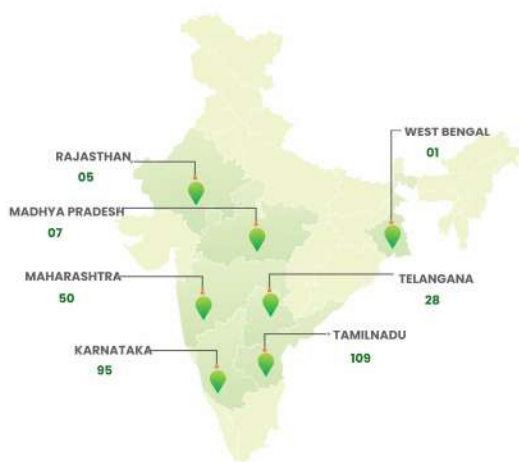 WEST BENGAL
01
RAJASTHAN
05
MADHYA PRADESH
07
MAHARASHTRA
50
TELANGANA
28
TAMILNADU
109
KARNATAKA
95